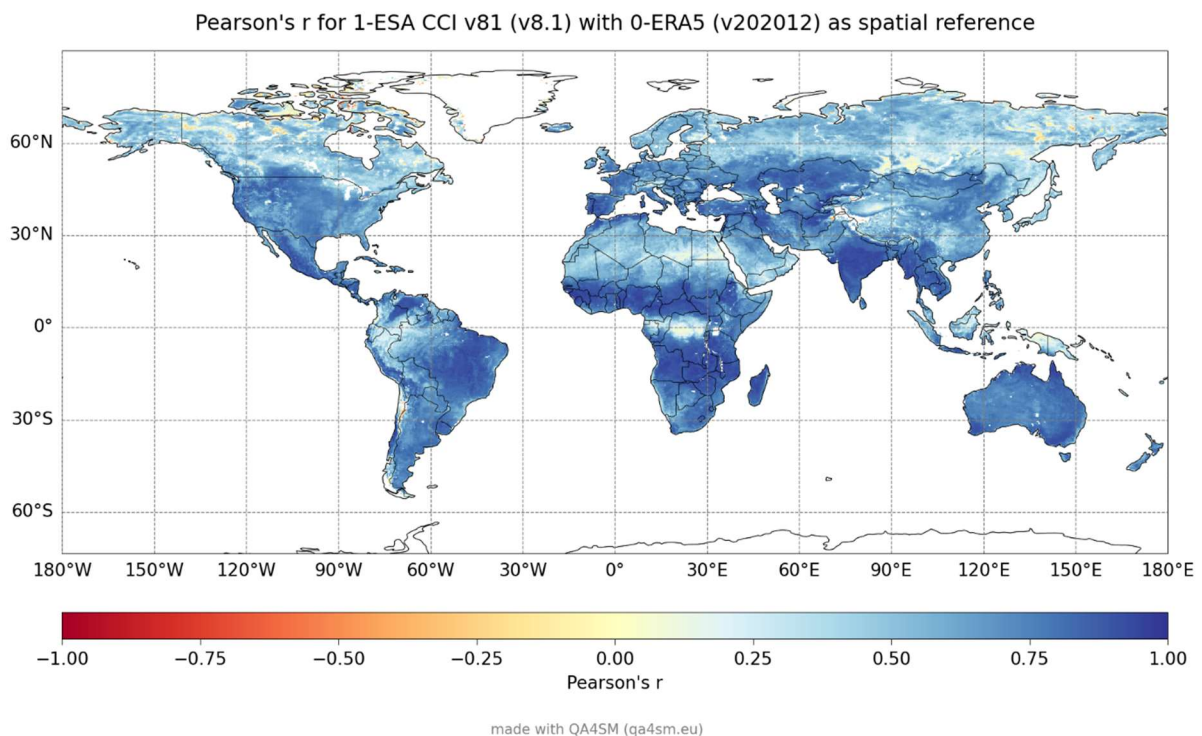 Pearson's r for 1-ESA CCI v81 (v8.1) with 0-ERA5 (v202012) as spatial reference
60°N
30°N
0°
30°S
60°S
180°W 150°W 120°W 90°W 60°W 30°W 0° 30°E 60°E 90°E 120°E 150°E 180°E
−1.00 −0.75 −0.50 −0.25 0.00 0.25 0.50 0.75 1.00
Pearson's r
made with QA4SM (qa4sm.eu)